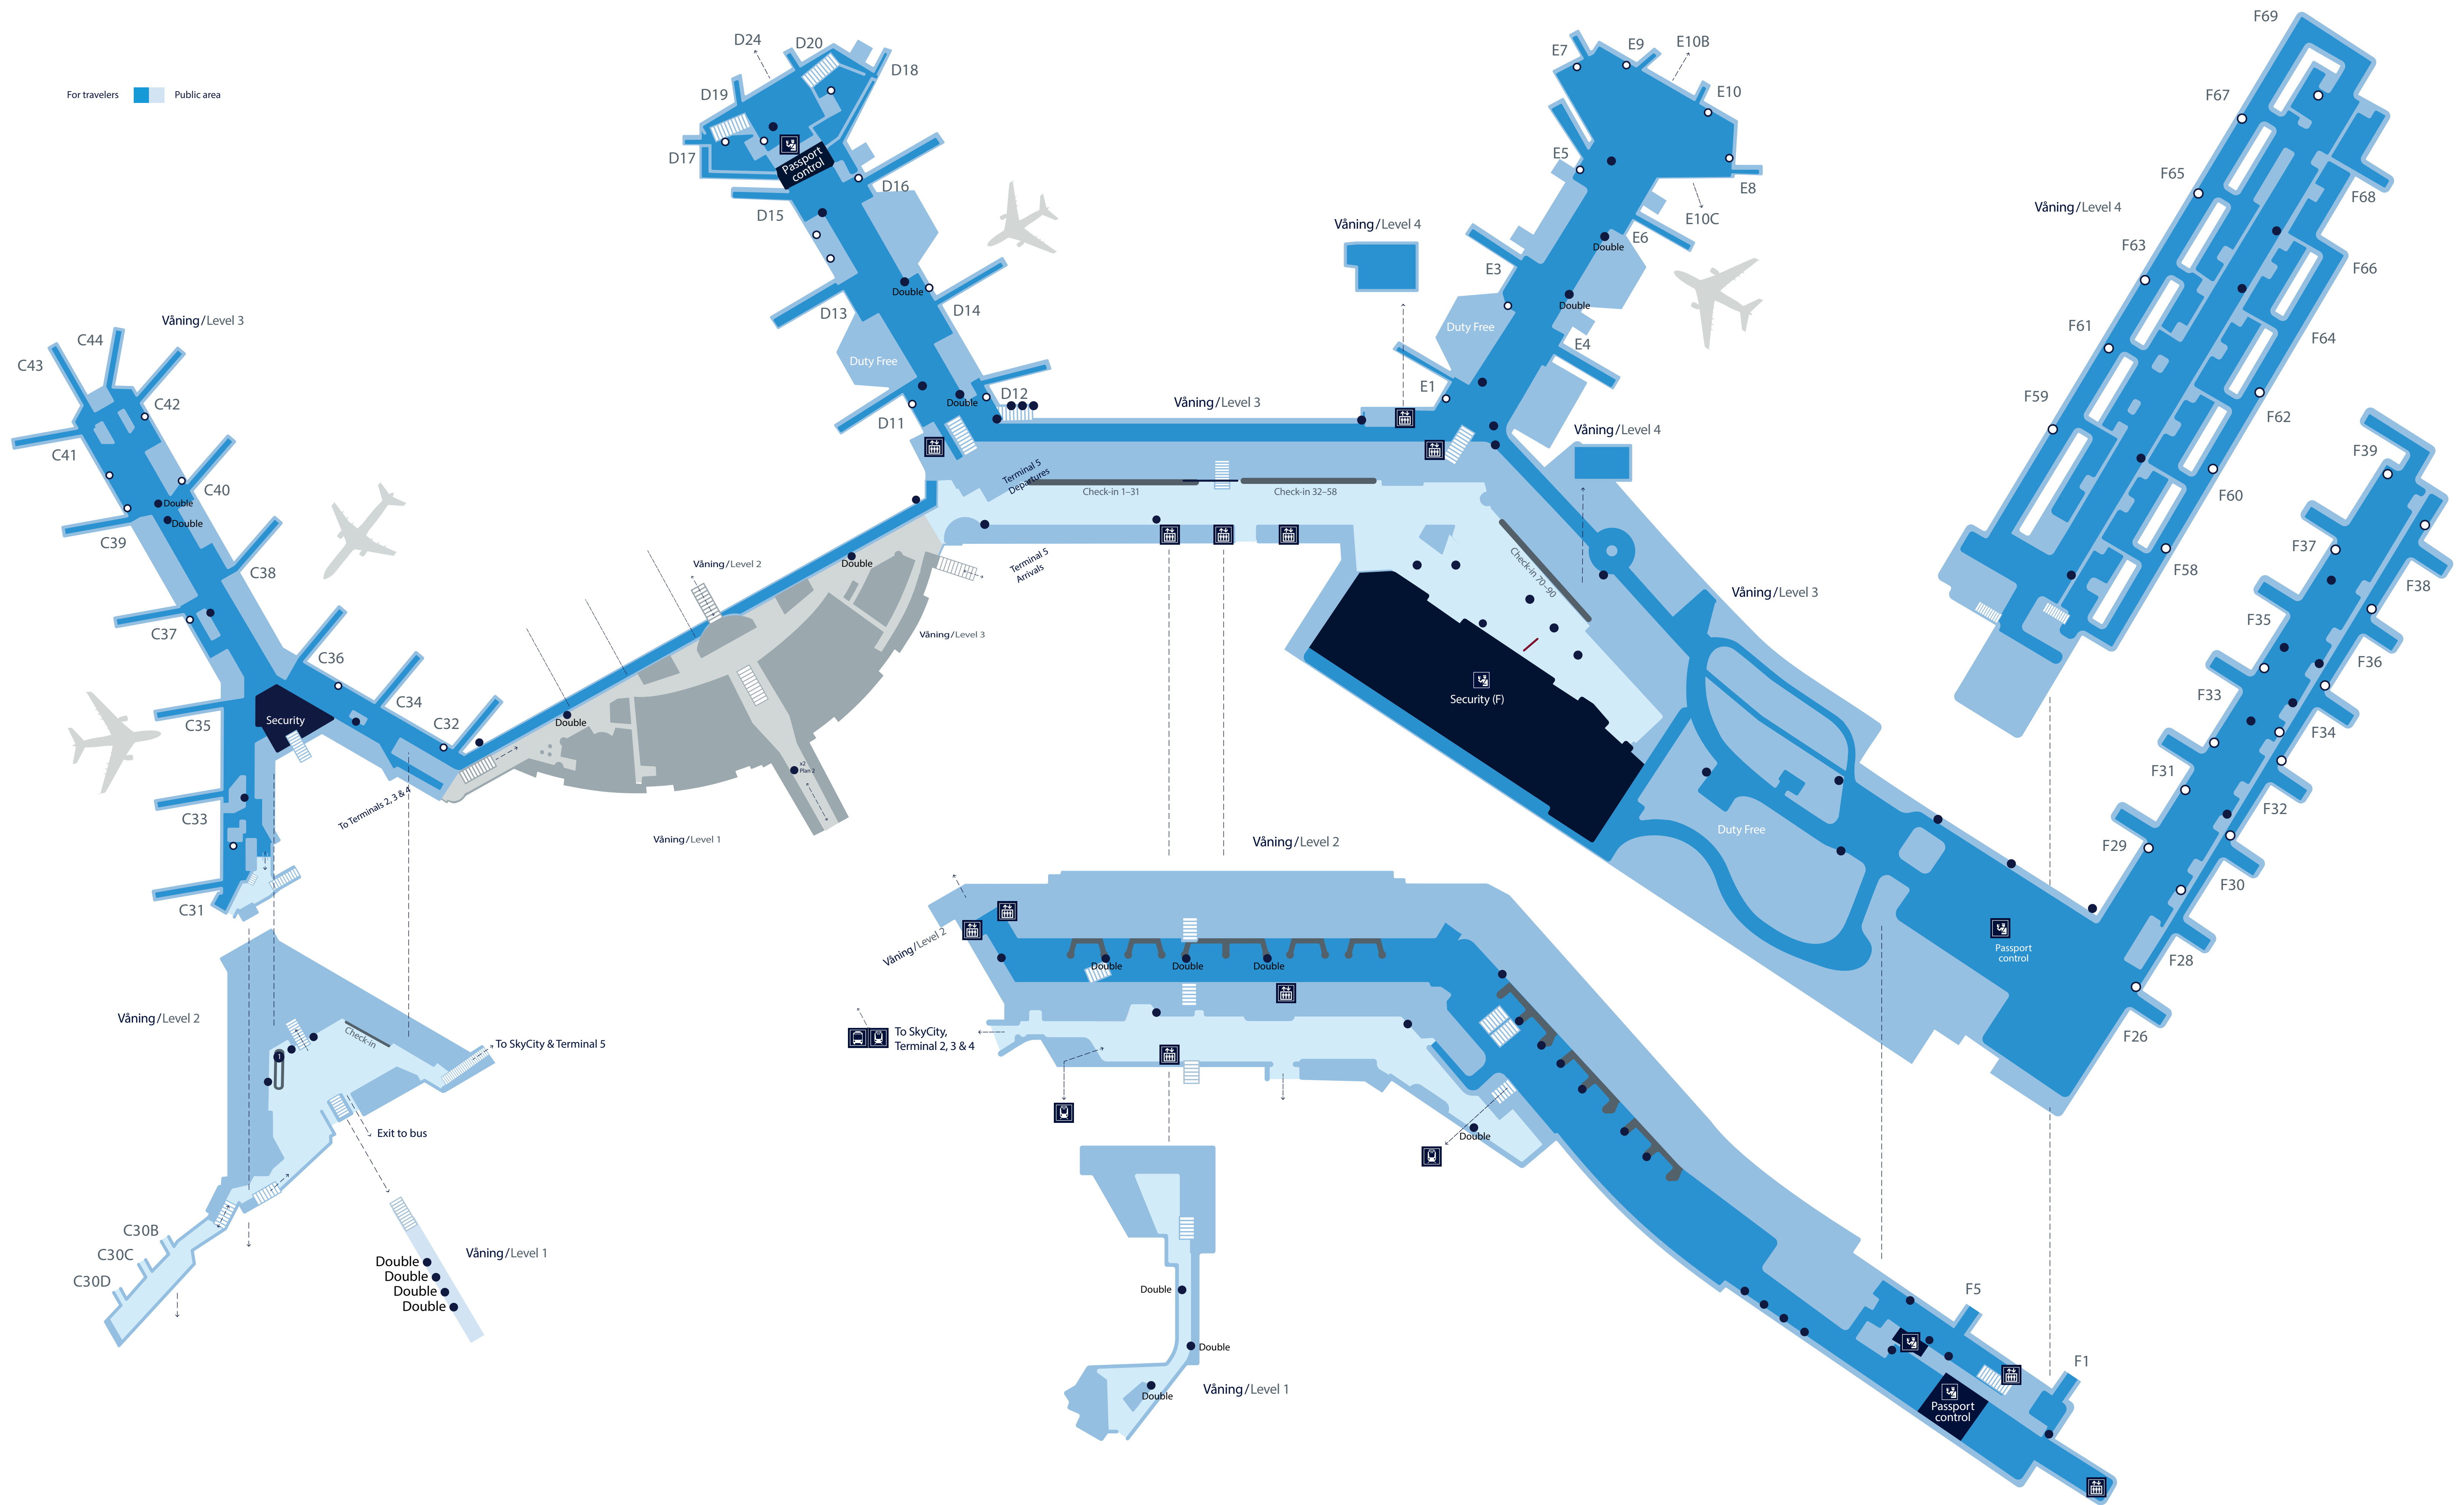 For travelers
Public area
D24
D20
D18
D19
D17
Passport
control
D16
D15
Double
D13
D14
Duty Free
Double
D12
D11
E7
E9
E10B
E10
E5
E8
E10C
E6
Double
E3
Double
Duty Free
E4
E1
Våning/Level 4
Våning/Level 3
Våning/Level 4
Våning/Level 3
F69
F67
F65
F68
Våning/Level 4
F63
F66
F61
F64
F59
F62
F60
F58
F39
F37
F38
F35
F36
F33
F34
F31
F32
F29
F30
F28
F26
Våning/Level 3
C44
C43
C42
C41
C40
Double
Double
C39
C38
C37
C36
C34
C35
C32
Security
C33
C31
To Terminals 2, 3 & 4
Våning/Level 2
Double
Våning/Level 3
Double
x2
Plan 2
Våning/Level 1
Terminal 5
Departures
Check-in 1–31
Check-in 32–58
Terminal 5
Arrivals
Check-in 70–90
Security (F)
Duty Free
Passport
control
Våning/Level 2
Våning/Level 2
Double
Double
Double
To SkyCity,
Terminal 2, 3 & 4
Double
Double
Double
Double
Våning/Level 1
F5
F1
Passport
control
Våning/Level 2
Check-in
1
To SkyCity & Terminal 5
Exit to bus
C30B
C30C
C30D
Våning/Level 1
Double
Double
Double
Double